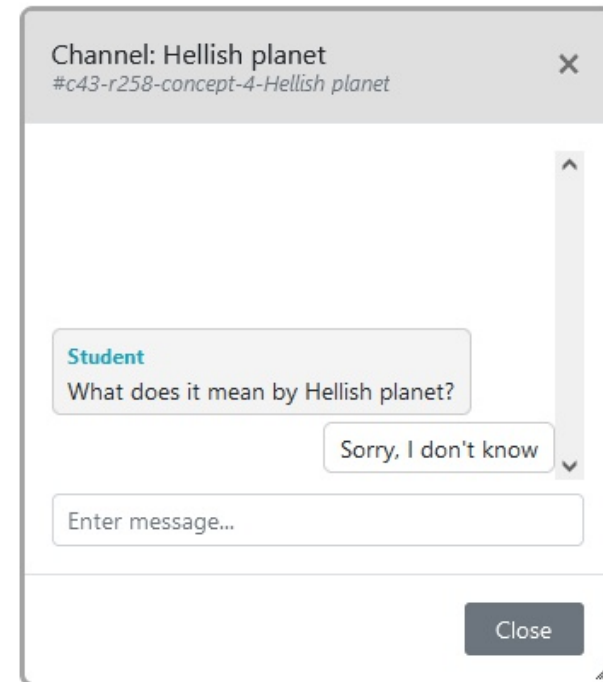 Channel: Hellish planet
#c43-r258-concept-4-Hellish planet
Student
What does it mean by Hellish planet?
Sorry, I don't know
Enter message...
Close